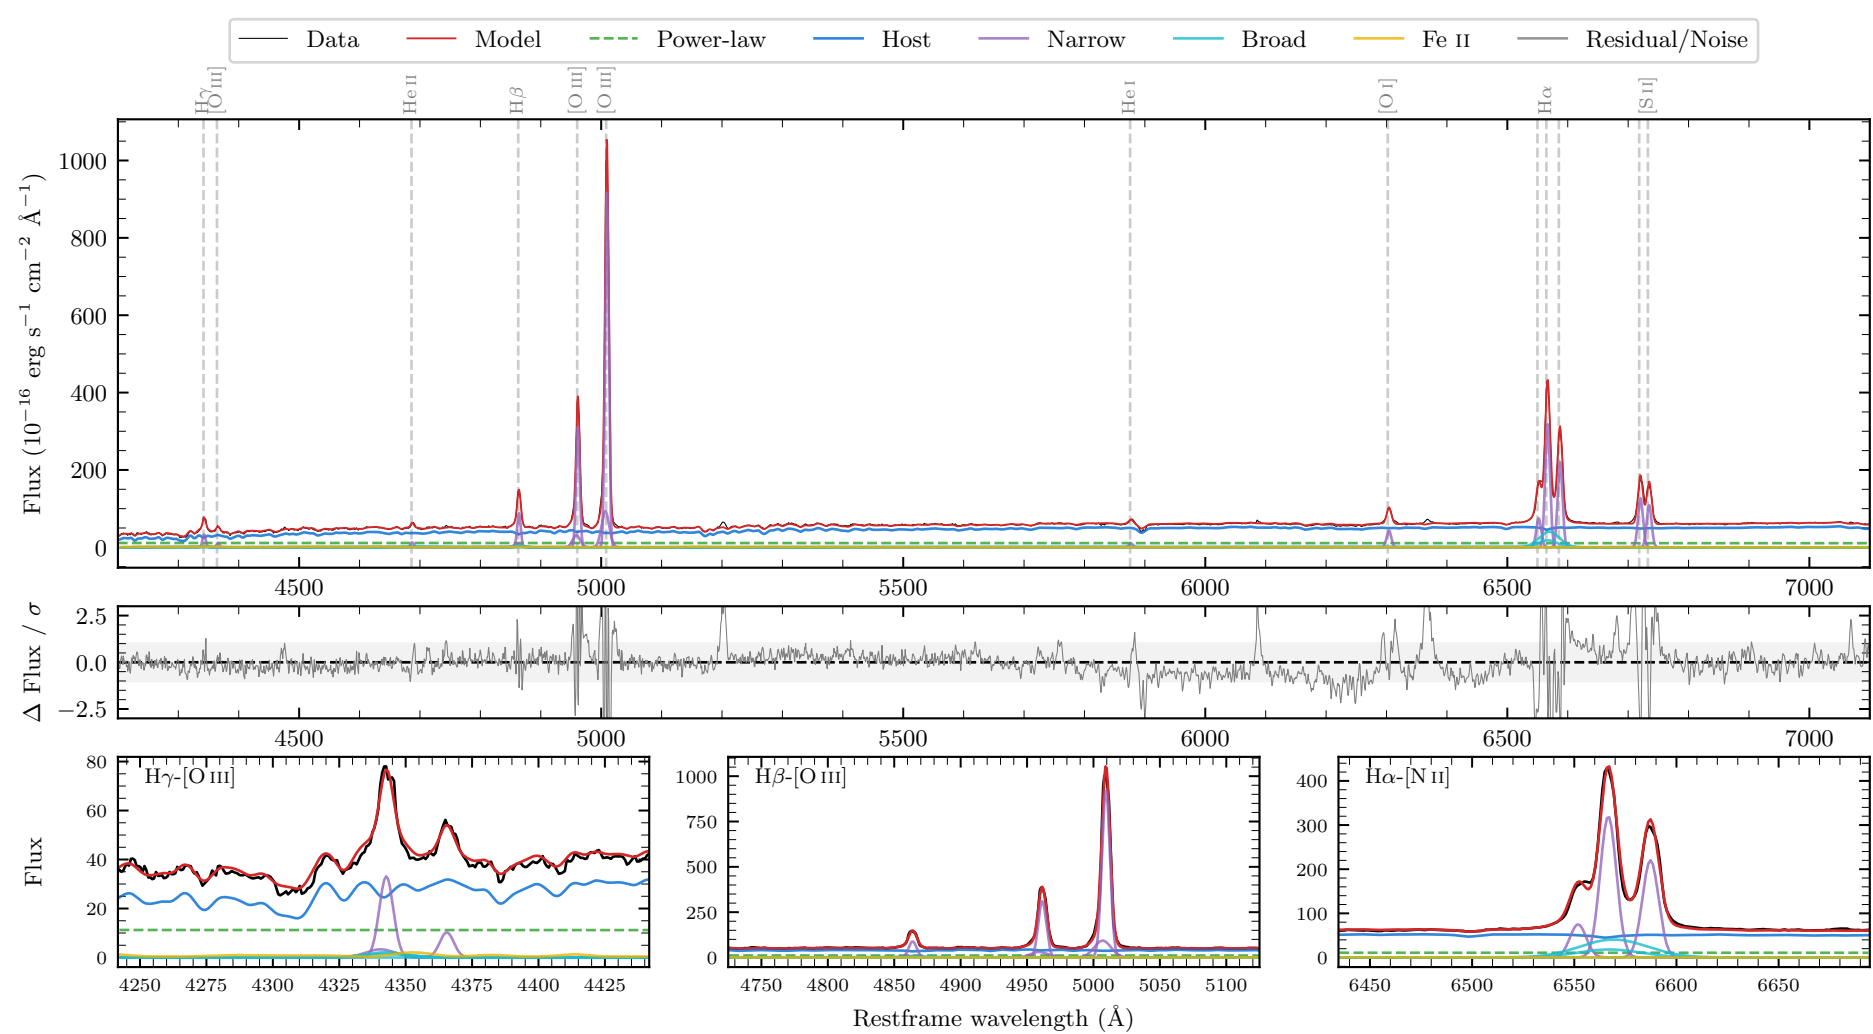 Data Model Power-law Host Narrow Broad Fe II Residual/Noise
Hγ
[O III]
He II
Hβ
[O III]
[O III]
He I
[O I]
Hα
[S II]
Flux (10−16 erg s−1 cm−2 Å−1)
1000
800
600
400
200
0
4500 5000 5500 6000 6500 7000
Δ Flux / σ
2.5
0.0
−2.5
4500 5000 5500 6000 6500 7000
Flux
Hγ-[O III]
80
60
40
20
0
4250 4275 4300 4325 4350 4375 4400 4425
Hβ-[O III]
1000
750
500
250
0
4750 4800 4850 4900 4950 5000 5050 5100
Hα-[N II]
400
300
200
100
0
6450 6500 6550 6600 6650
Restframe wavelength (Å)